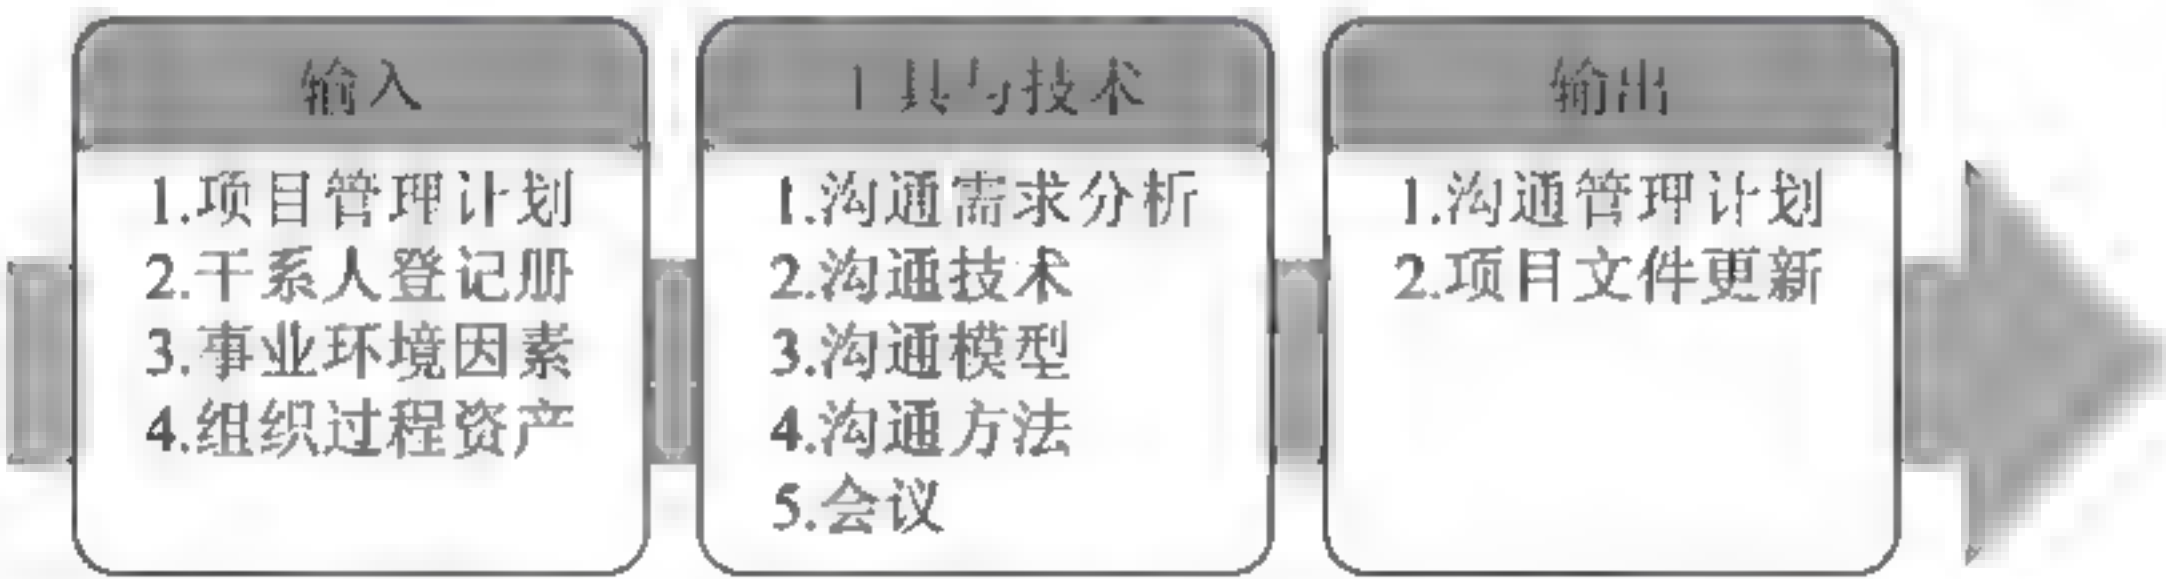 输入
1.项目管理计划
2.干系人登记册
3.事业环境因素
4.组织过程资产
工具与技术
1.沟通需求分析
2.沟通技术
3.沟通模型
4.沟通方法
5.会议
输出
1.沟通管理计划
2.项目文件更新